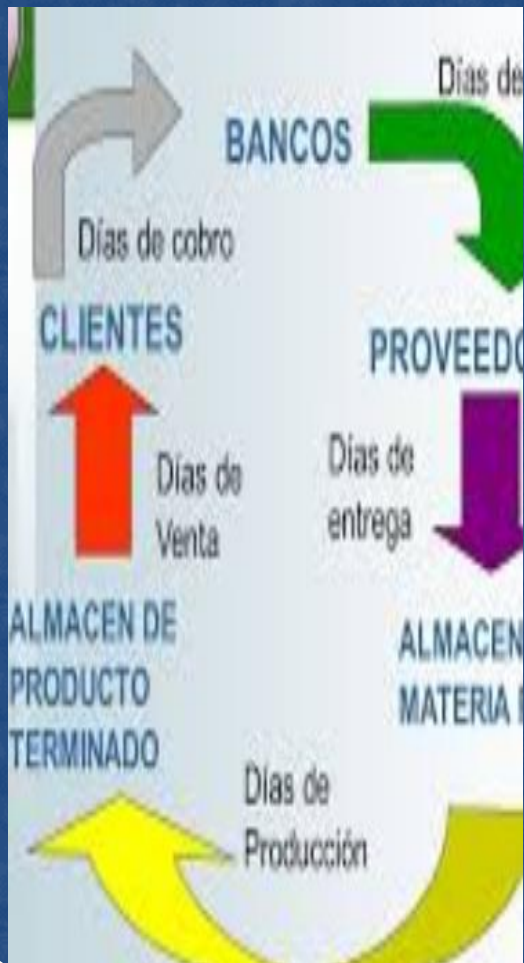 Días de
BANCOS
Días de cobro
CLIENTES
PROVEEDO
Días de
Venta
Días de
entrega
ALMACEN DE
PRODUCTO
TERMINADO
ALMACEN
MATERIA
Días de
Producción